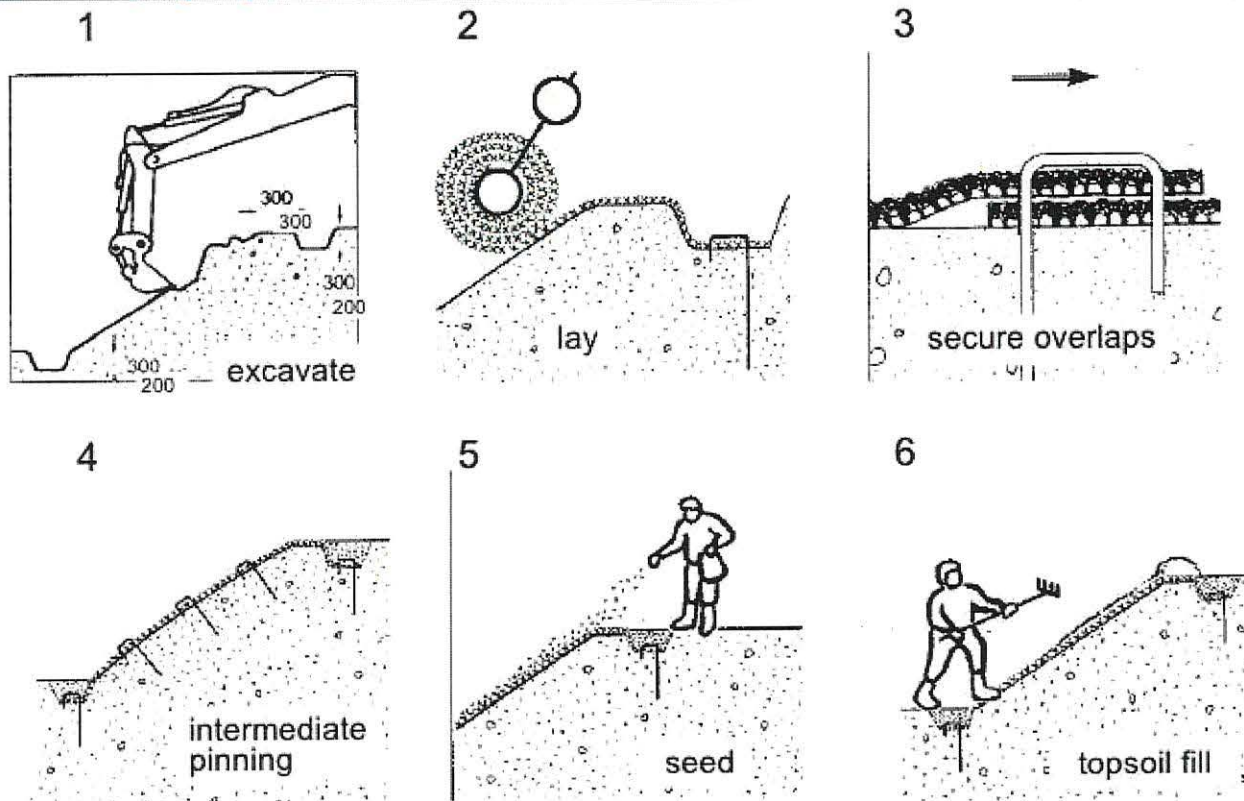 1
2
3
300
300
300
200
300
200
excavate
lay
secure overlaps
4
5
6
intermediate
pinning
seed
topsoil fill